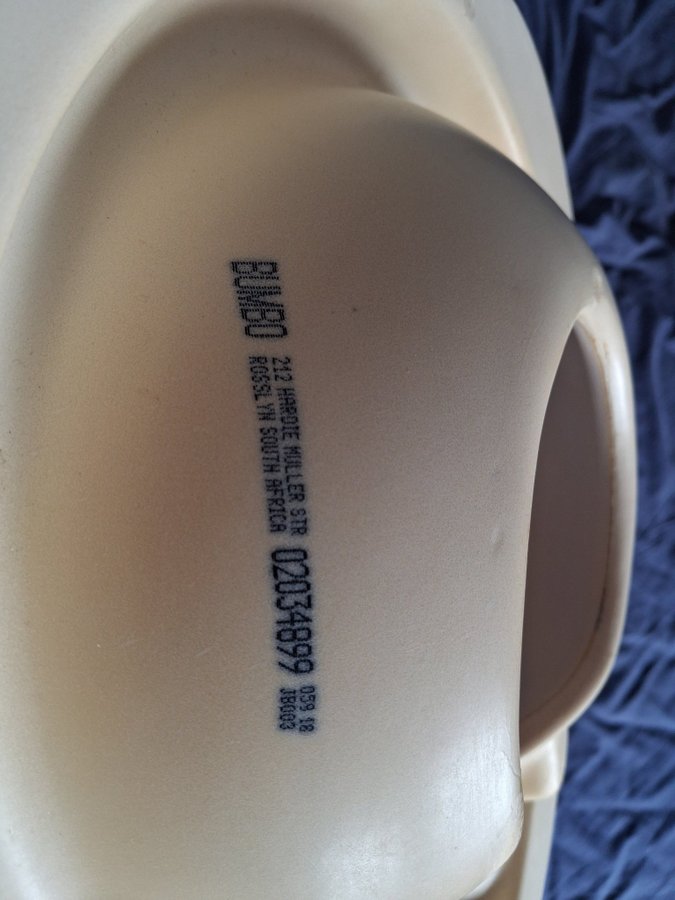 BUMBO
212 HARDIE MULLER STR
ROSSLYN SOUTH AFRICA
02034899
059 18
JB003